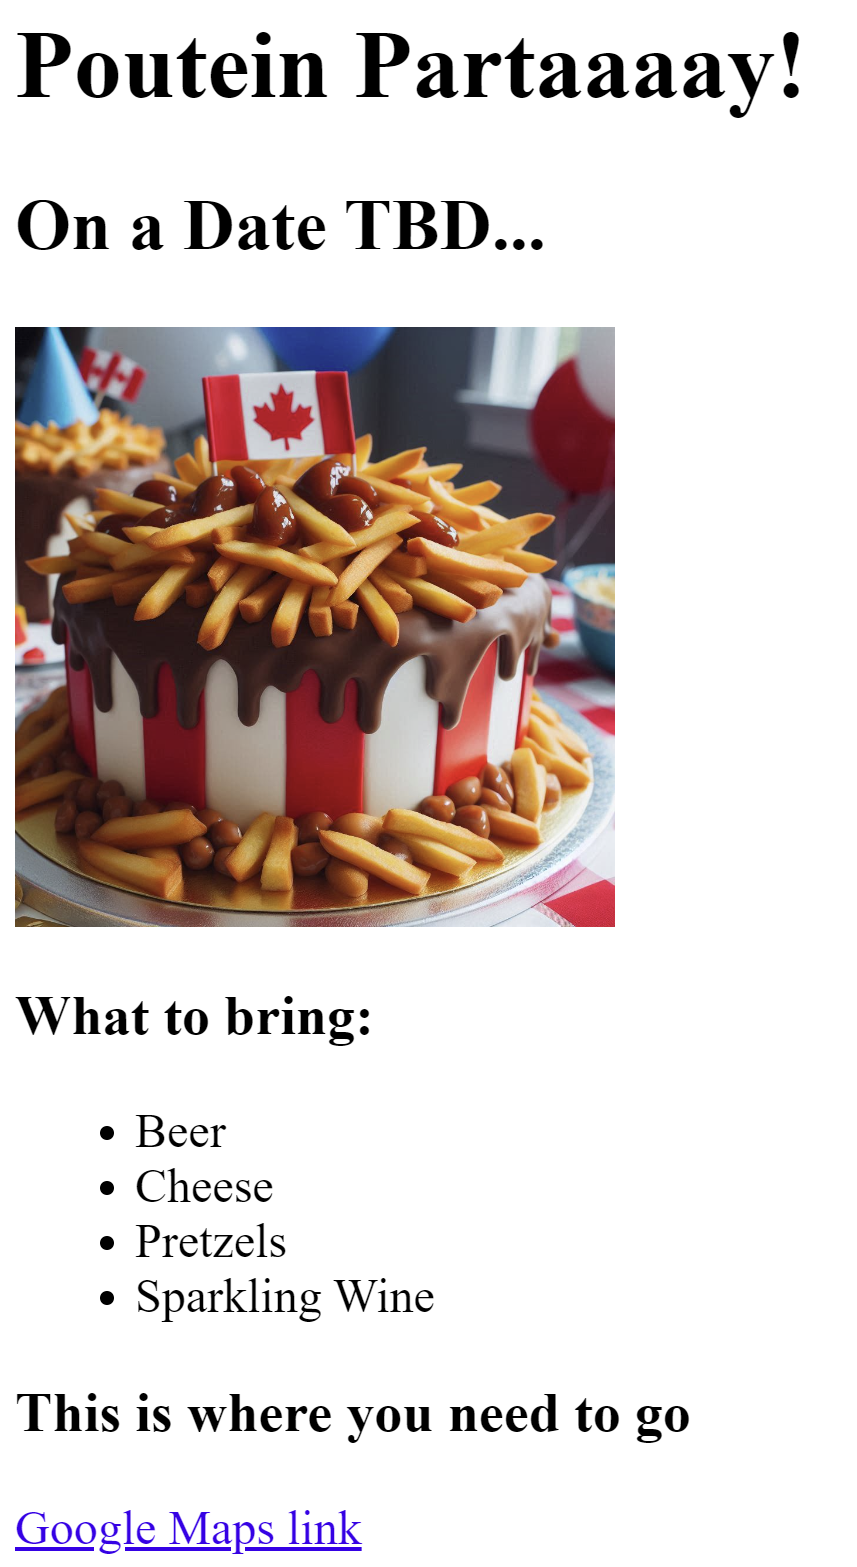 Poutein Partaaaay!
On a Date TBD...
What to bring:
Beer
Cheese
Pretzels
Sparkling Wine
This is where you need to go
Google Maps link